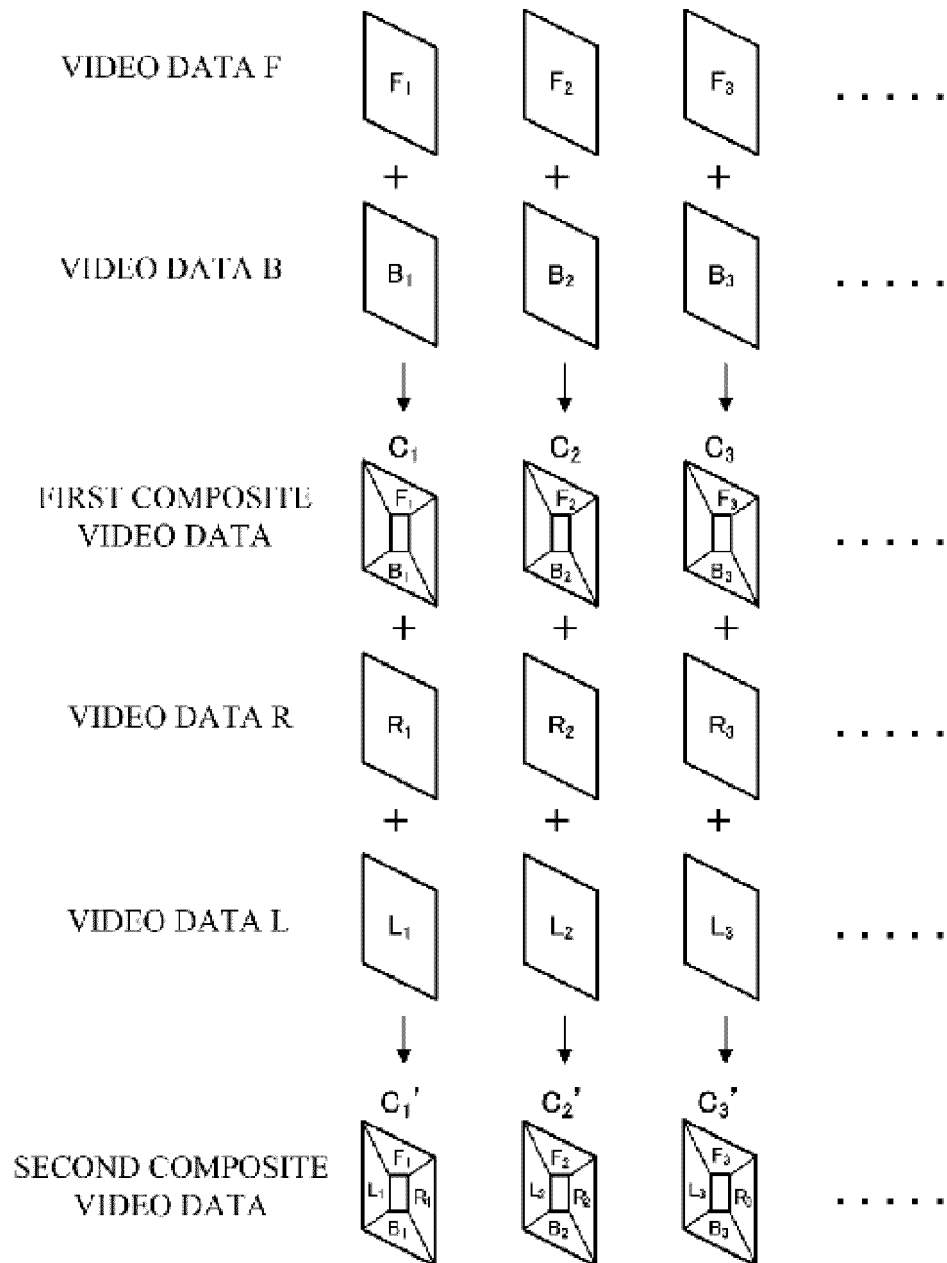 VIDEO DATA F
F₁ F₂ F₃ . . . . .
+ + +
VIDEO DATA B
B₁ B₂ B₃ . . . . .
C₁ C₂ C₃
FIRST COMPOSITE
VIDEO DATA
F₁ F₂ F₃
B₁ B₂ B₃
. . . . .
+ + +
VIDEO DATA R
R₁ R₂ R₃ . . . . .
+ + +
VIDEO DATA L
L₁ L₂ L₃ . . . . .
C₁' C₂' C₃'
SECOND COMPOSITE
VIDEO DATA
F₁ F₂ F₃
L₁ R₁ L₂ R₂ L₃ R₃
B₁ B₂ B₃
. . . . .